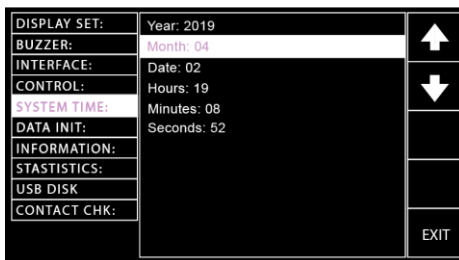 DISPLAY SET:
BUZZER:
INTERFACE:
CONTROL:
SYSTEM TIME:
DATA INIT:
INFORMATION:
STASTISTICS:
USB DISK
CONTACT CHK:
Year: 2019
Month: 04
Date: 02
Hours: 19
Minutes: 08
Seconds: 52
EXIT